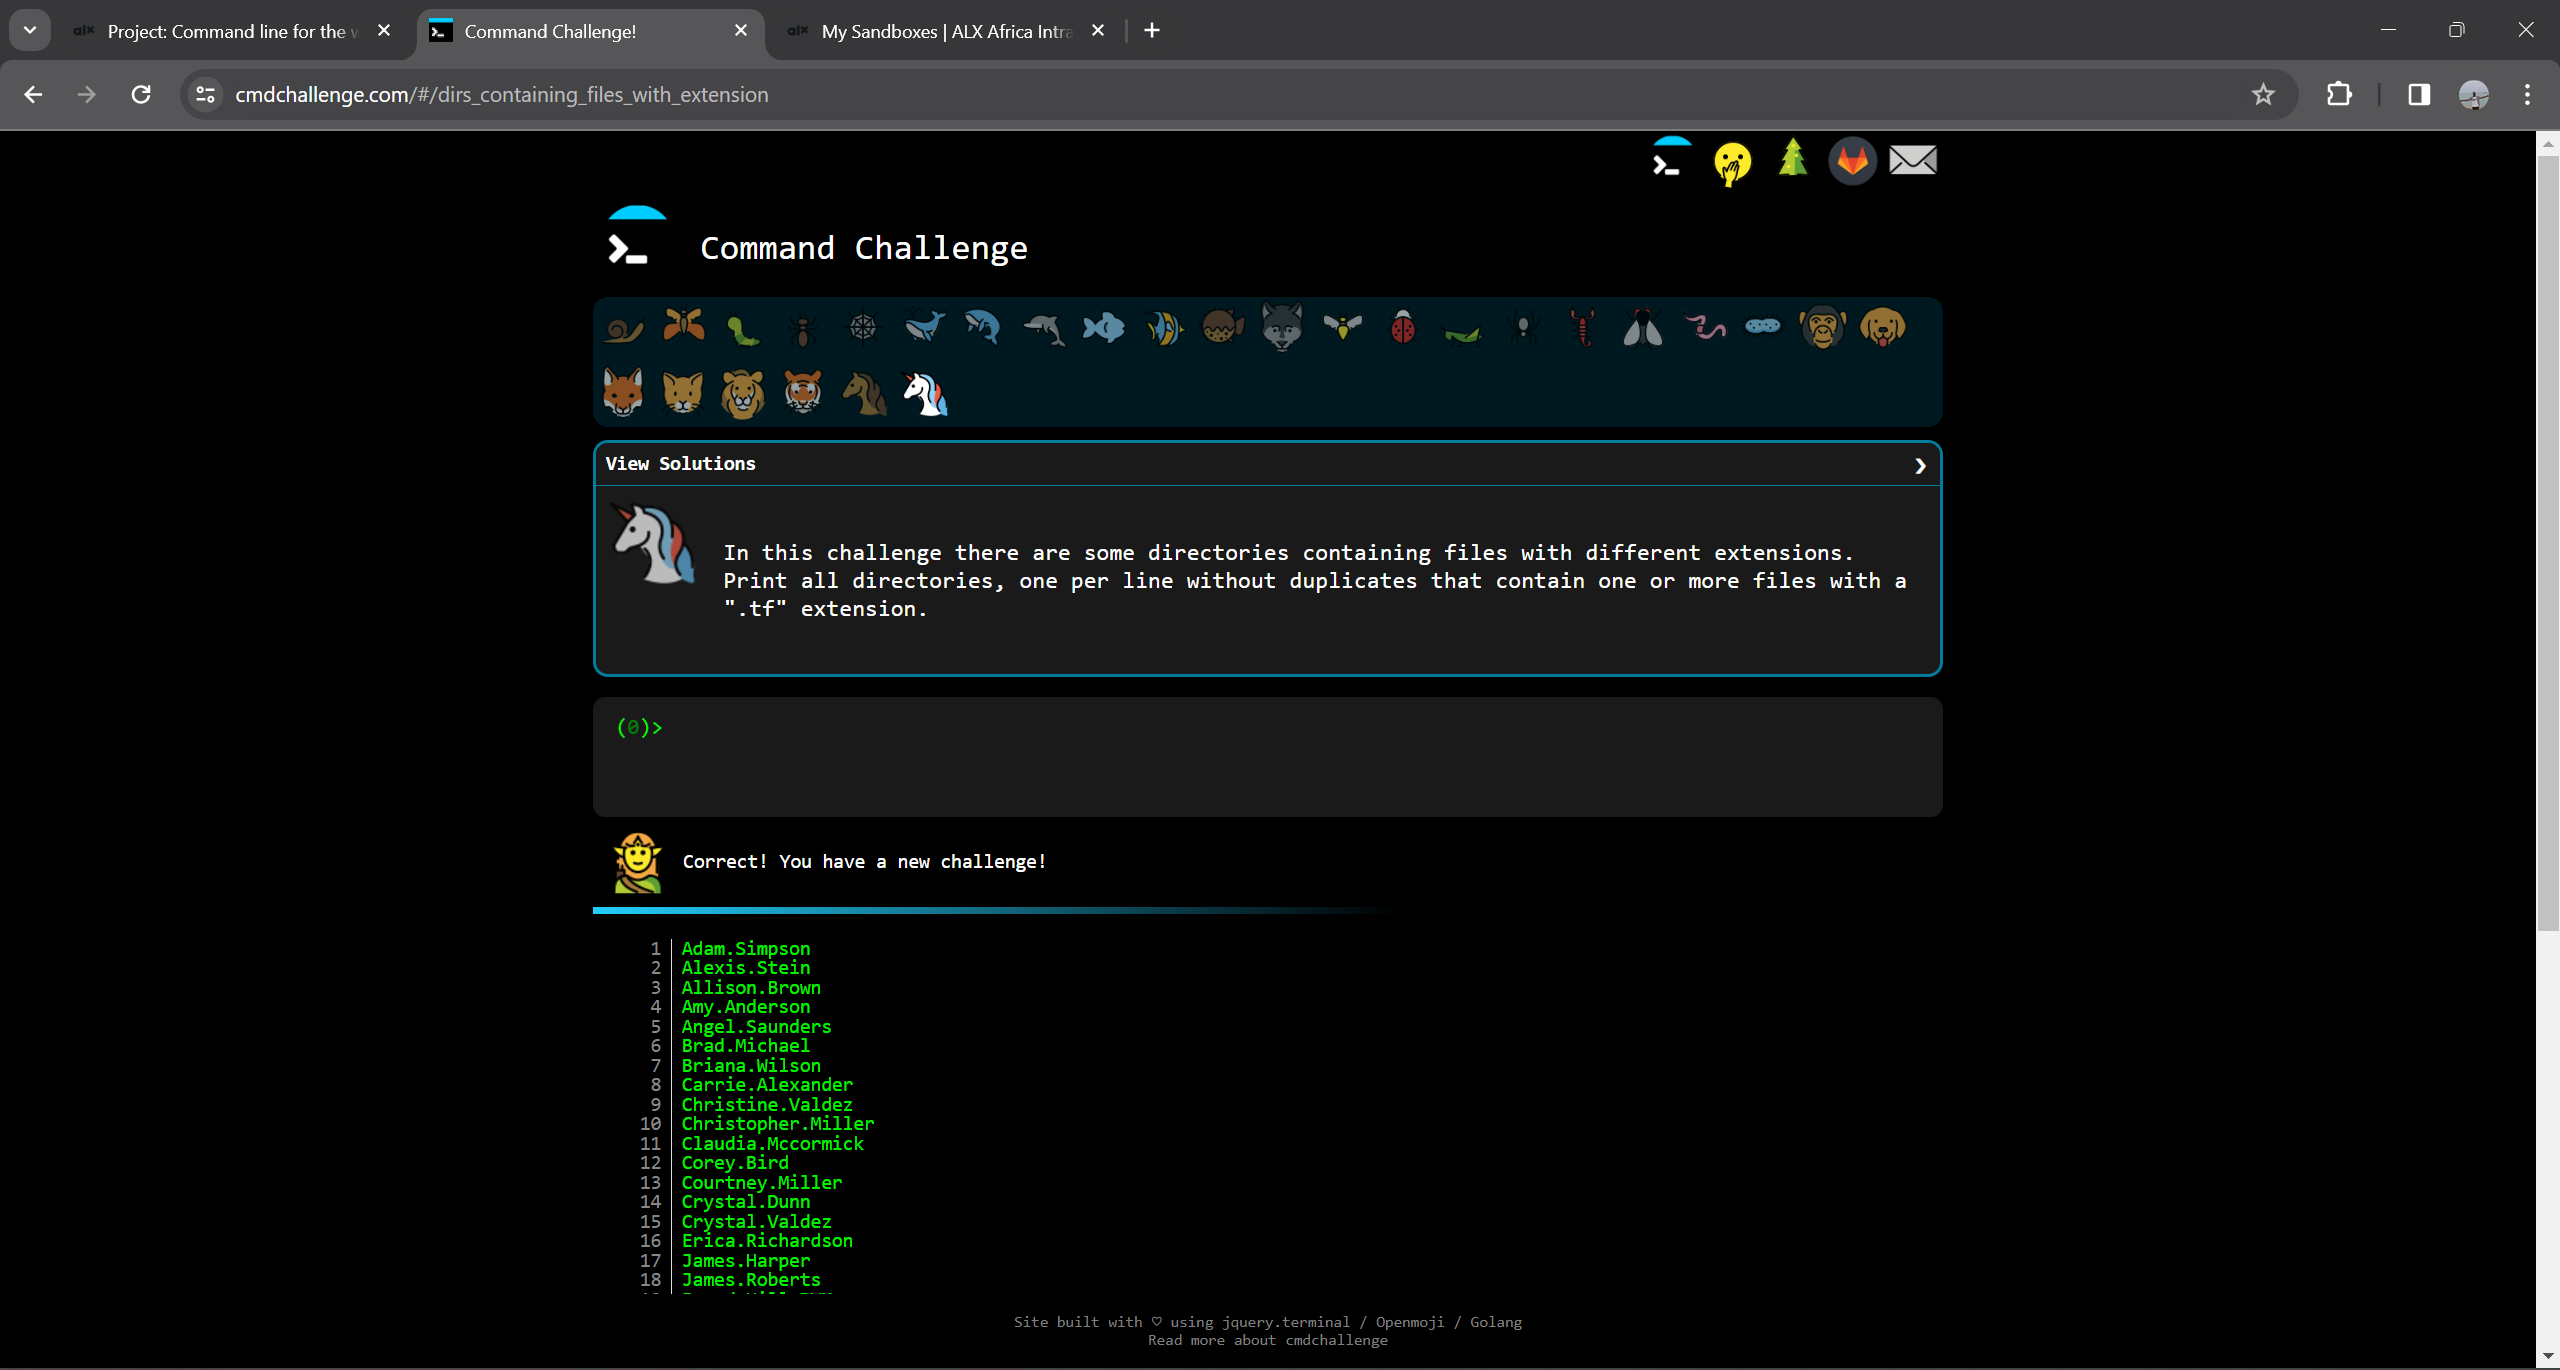 alx Project: Command line for the w
Command Challenge!
alx My Sandboxes | ALX Africa Intra
cmdchallenge.com/#/dirs_containing_files_with_extension
Command Challenge
View Solutions
In this challenge there are some directories containing files with different extensions.
Print all directories, one per line without duplicates that contain one or more files with a
".tf" extension.
(0)>
Correct! You have a new challenge!
1 Adam.Simpson
2 Alexis.Stein
3 Allison.Brown
4 Amy.Anderson
5 Angel.Saunders
6 Brad.Michael
7 Briana.Wilson
8 Carrie.Alexander
9 Christine.Valdez
10 Christopher.Miller
11 Claudia.Mccormick
12 Corey.Bird
13 Courtney.Miller
14 Crystal.Dunn
15 Crystal.Valdez
16 Erica.Richardson
17 James.Harper
18 James.Roberts
Site built with ♡ using jquery.terminal / Openmoji / Golang
Read more about cmdchallenge